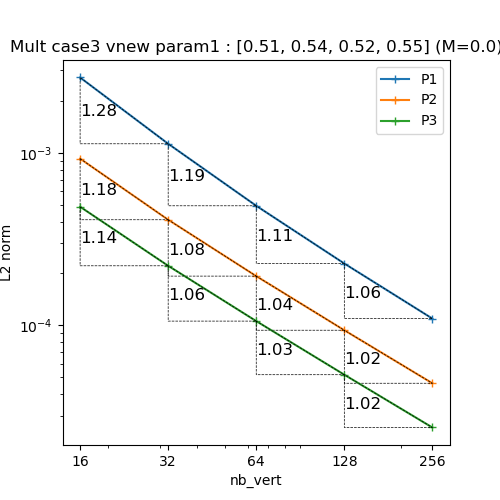 Mult case3 vnew param1 : [0.51, 0.54, 0.52, 0.55] (M=0.0)
P1
P2
P3
1.28
1.19
1.11
1.06
1.18
1.08
1.04
1.02
1.14
1.06
1.03
1.02
L2 norm
10⁻³
10⁻⁴
16 32 64 128 256
nb_vert